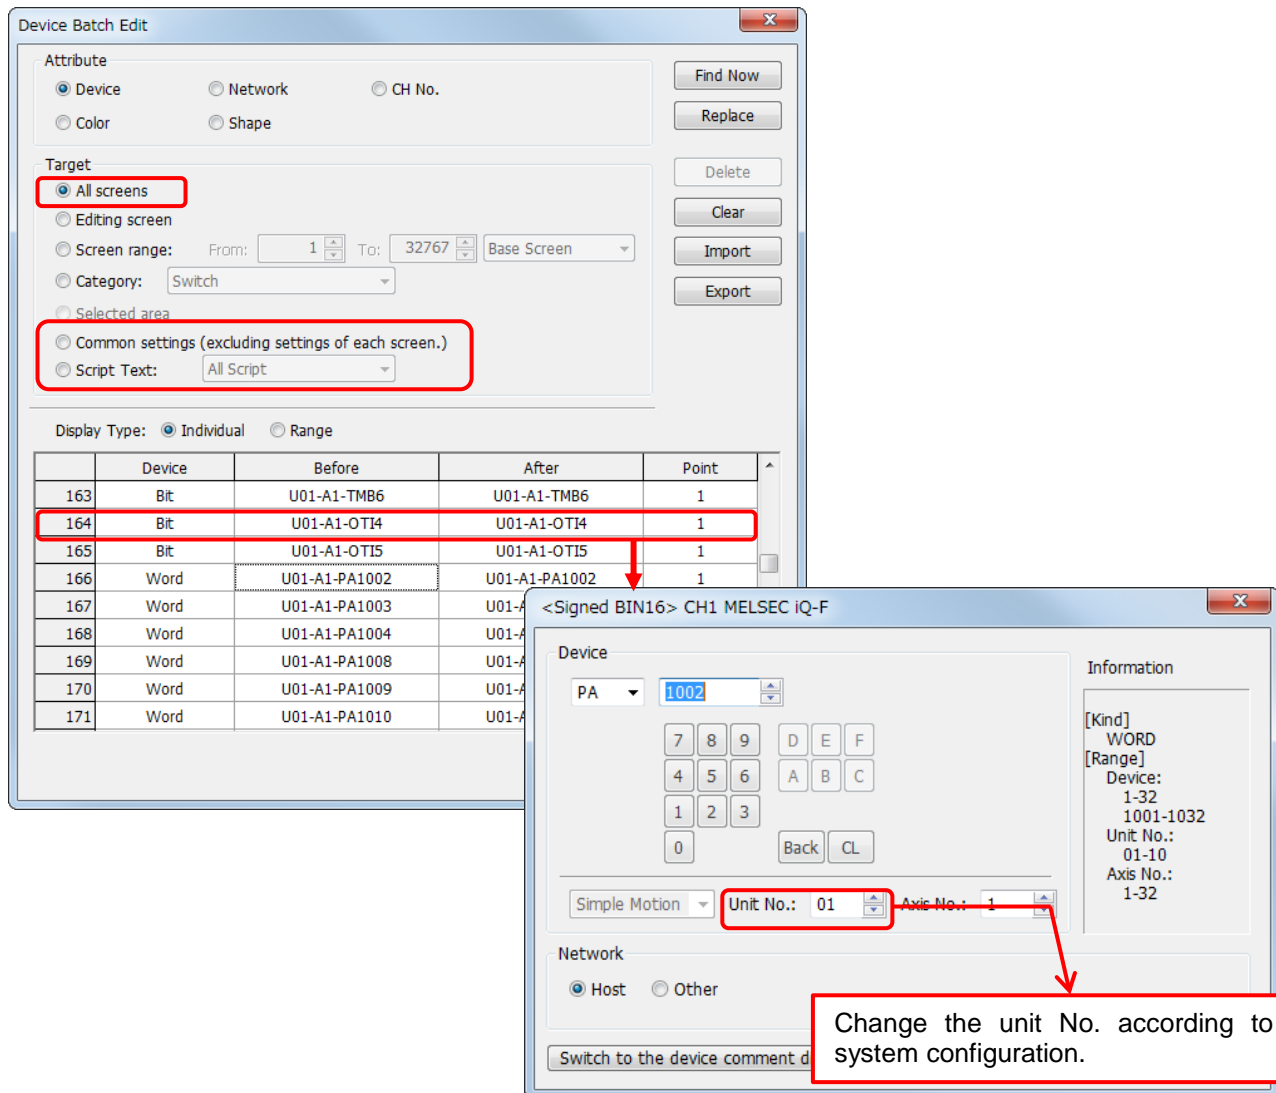 Device Batch Edit
x
Attribute
Device Network CH No.
Color Shape
Find Now
Replace
Target
All screens
Editing screen
Screen range: From: 1 To: 32767 Base Screen
Category: Switch
Selected area
Common settings (excluding settings of each screen.)
Script Text: All Script
Delete
Clear
Import
Export
Display Type: Individual Range
Device Before After Point
163 Bit U01-A1-TMB6 U01-A1-TMB6 1
164 Bit U01-A1-OTI4 U01-A1-OTI4 1
165 Bit U01-A1-OTI5 U01-A1-OTI5 1
166 Word U01-A1-PA1002 U01-A1-PA1002 1
167 Word U01-A1-PA1003
168 Word U01-A1-PA1004
169 Word U01-A1-PA1008
170 Word U01-A1-PA1009
171 Word U01-A1-PA1010
<Signed BIN16> CH1 MELSEC iQ-F
x
Device
PA 1002
7 8 9 D E F
4 5 6 A B C
1 2 3
0 Back CL
Simple Motion Unit No.: 01 Axis No.: 1
Information
[Kind]
WORD
[Range]
Device:
1-32
1001-1032
Unit No.:
01-10
Axis No.:
1-32
Network
Host Other
Switch to the device comment
Change the unit No. according to
system configuration.